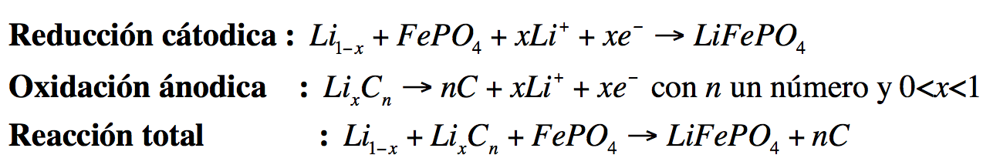 Reducción cátodica : Li₁₋ₓ + FePO₄ + xLi⁺ + xe⁻ → LiFePO₄
Oxidación ánodica : LiₓCₙ → nC + xLi⁺ + xe⁻ con n un número y 0<x<1
Reacción total : Li₁₋ₓ + LiₓCₙ + FePO₄ → LiFePO₄ + nC